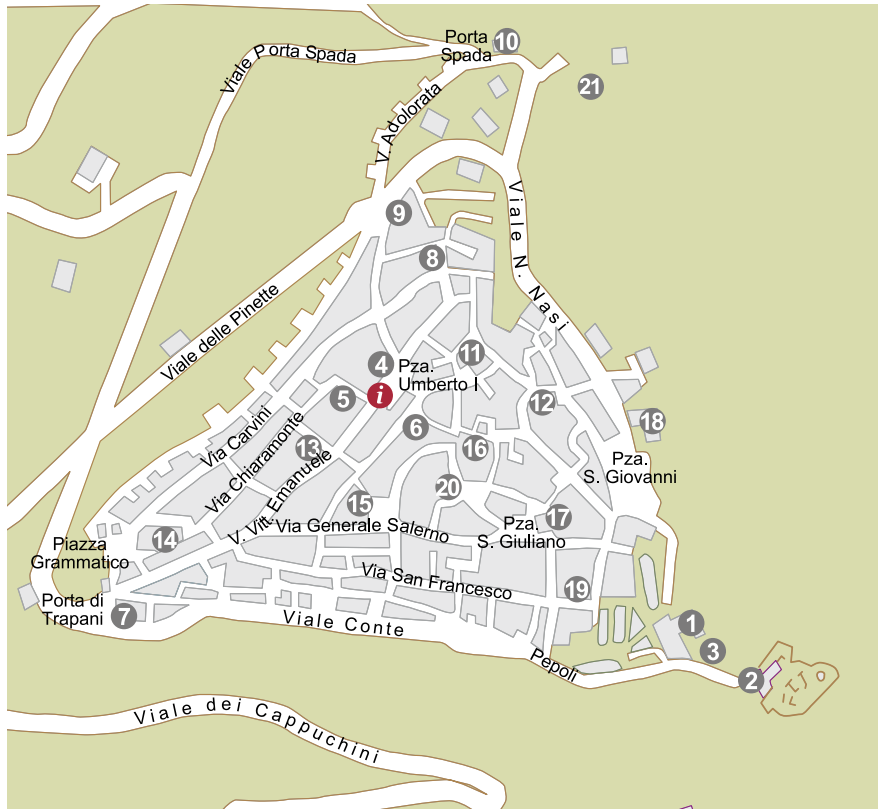 Porta
Spada
10
Viale Porta Spada
21
V. Adolorata
9
Viale N. Nasi
8
Viale delle Pinette
11
4
Pza.
Umberto I
i
5
12
6
18
Via Carvini
Via Chiaramonte
13
16
Pza.
S. Giovanni
V. Vitt. Emanuele
20
15
17
Via Generale Salerno
Pza.
S. Giuliano
14
Piazza
Grammatico
Via San Francesco
19
Porta di
Trapani
7
Viale Conte
Pepoli
1
3
2
Viale dei Cappuchini